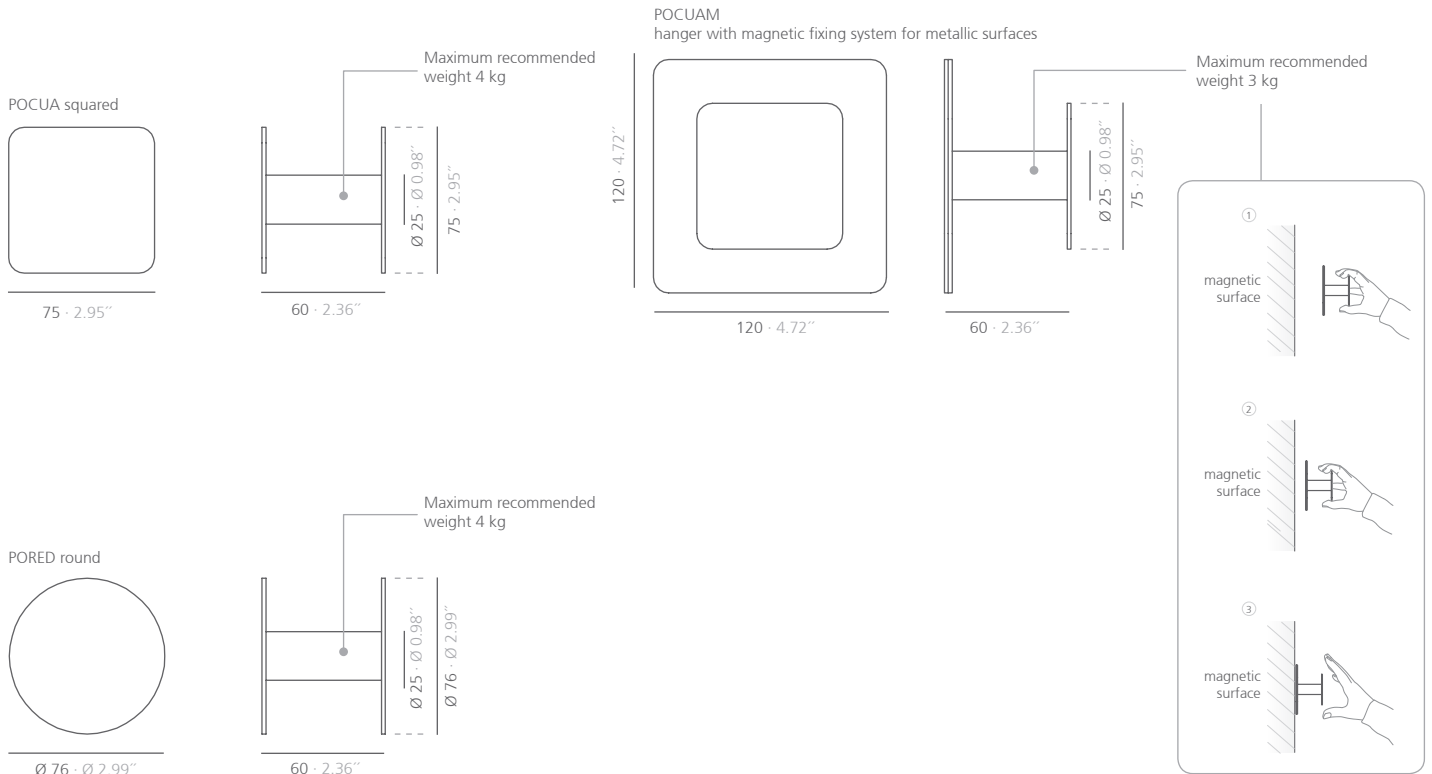 POCUA squared
75 · 2.95´´
Maximum recommended
weight 4 kg
Ø 25 · Ø 0.98´´
75 · 2.95´´
60 · 2.36´´
POCUAM
hanger with magnetic fixing system for metallic surfaces
120 · 4.72´´
120 · 4.72´´
Maximum recommended
weight 3 kg
Ø 25 · Ø 0.98´´
75 · 2.95´´
60 · 2.36´´
1
magnetic
surface
2
magnetic
surface
3
magnetic
surface
PORED round
Ø 76 · Ø 2.99´´
Maximum recommended
weight 4 kg
Ø 25 · Ø 0.98´´
Ø 76 · Ø 2.99´´
60 · 2.36´´